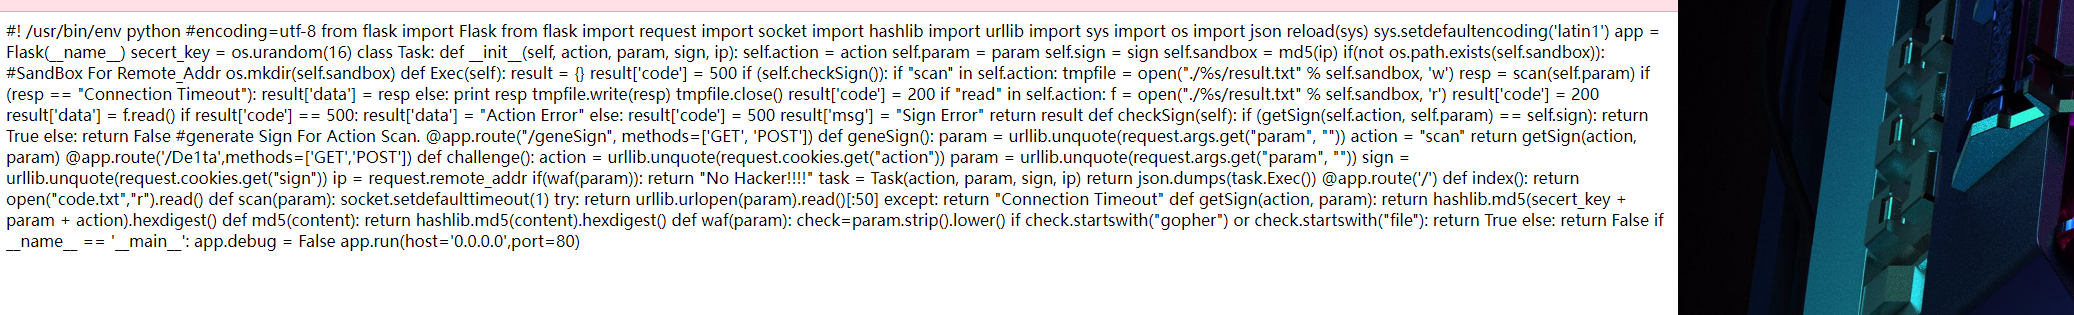 #! /usr/bin/env python #encoding=utf-8 from flask import Flask from flask import request import socket import hashlib import urllib import sys import os import json reload(sys) sys.setdefaultencoding('latin1') app =
Flask(__name__) secert_key = os.urandom(16) class Task: def __init__(self, action, param, sign, ip): self.action = action self.param = param self.sign = sign self.sandbox = md5(ip) if(not os.path.exists(self.sandbox)):
#SandBox For Remote_Addr os.mkdir(self.sandbox) def Exec(self): result = {} result['code'] = 500 if (self.checkSign()): if "scan" in self.action: tmpfile = open("./%s/result.txt" % self.sandbox, 'w') resp = scan(self.param) if
(resp == "Connection Timeout"): result['data'] = resp else: print resp tmpfile.write(resp) tmpfile.close() result['code'] = 200 if "read" in self.action: f = open("./%s/result.txt" % self.sandbox, 'r') result['code'] = 200
result['data'] = f.read() if result['code'] == 500: result['data'] = "Action Error" else: result['code'] = 500 result['msg'] = "Sign Error" return result def checkSign(self): if (getSign(self.action, self.param) == self.sign): return
True else: return False #generate Sign For Action Scan. @app.route("/geneSign", methods=['GET', 'POST']) def geneSign(): param = urllib.unquote(request.args.get("param", "")) action = "scan" return getSign(action,
param) @app.route('/De1ta',methods=['GET','POST']) def challenge(): action = urllib.unquote(request.cookies.get("action")) param = urllib.unquote(request.args.get("param", "")) sign =
urllib.unquote(request.cookies.get("sign")) ip = request.remote_addr if(waf(param)): return "No Hacker!!!!" task = Task(action, param, sign, ip) return json.dumps(task.Exec()) @app.route('/') def index(): return
open("code.txt","r").read() def scan(param): socket.setdefaulttimeout(1) try: return urllib.urlopen(param).read()[:50] except: return "Connection Timeout" def getSign(action, param): return hashlib.md5(secert_key +
param + action).hexdigest() def md5(content): return hashlib.md5(content).hexdigest() def waf(param): check=param.strip().lower() if check.startswith("gopher") or check.startswith("file"): return True else: return False if
__name__ == '__main__': app.debug = False app.run(host='0.0.0.0',port=80)